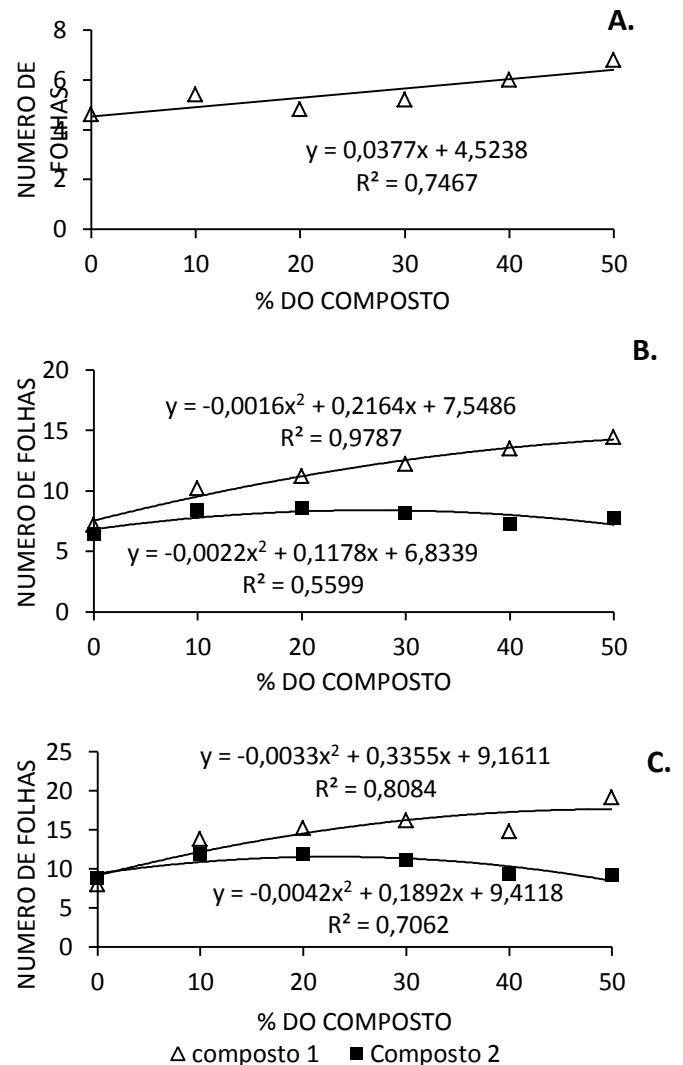 A.
NUMERO DE
FOLHAS
8
6
4
2
0
y = 0,0377x + 4,5238
R² = 0,7467
0 10 20 30 40 50
% DO COMPOSTO
B.
NUMERO DE FOLHAS
20
15
10
5
0
y = -0,0016x² + 0,2164x + 7,5486
R² = 0,9787
y = -0,0022x² + 0,1178x + 6,8339
R² = 0,5599
0 10 20 30 40 50
% DO COMPOSTO
C.
NUMERO DE FOLHAS
25
20
15
10
5
0
y = -0,0033x² + 0,3355x + 9,1611
R² = 0,8084
y = -0,0042x² + 0,1892x + 9,4118
R² = 0,7062
0 10 20 30 40 50
% DO COMPOSTO
composto 1 Composto 2